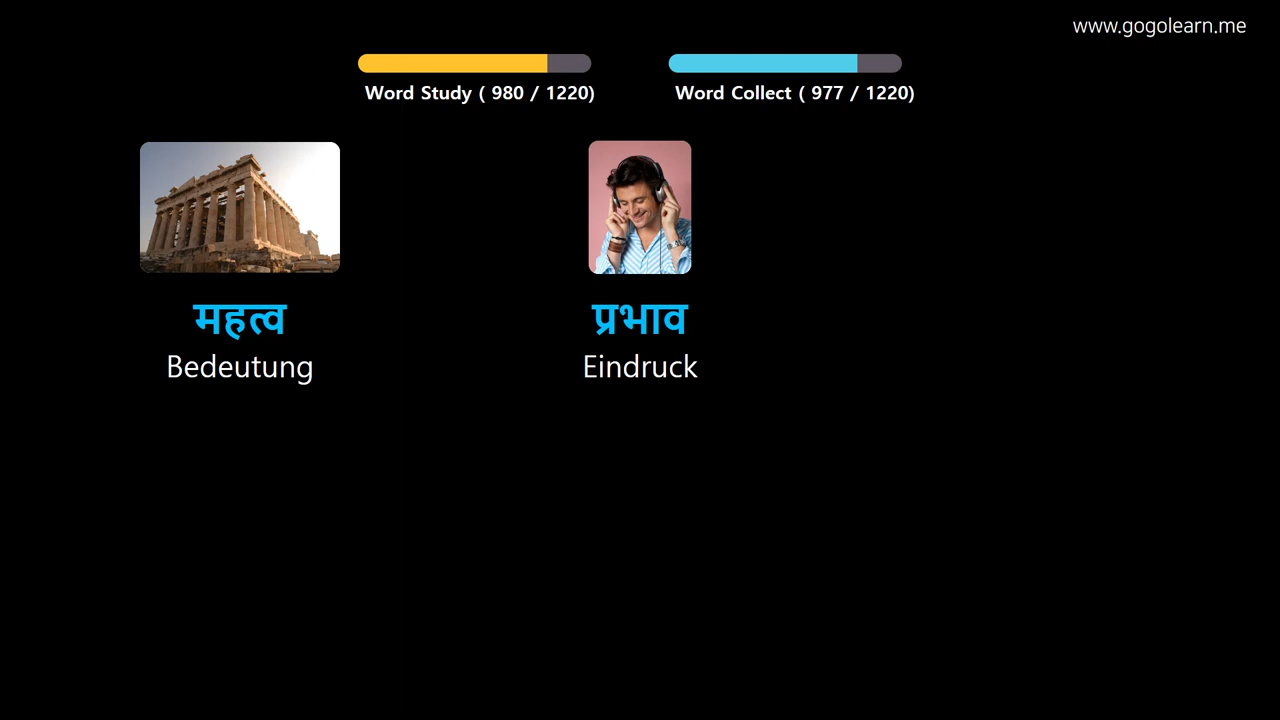 www.gogolearn.me
Word Study ( 980 / 1220)
Word Collect ( 977 / 1220)
महत्व
Bedeutung
प्रभाव
Eindruck